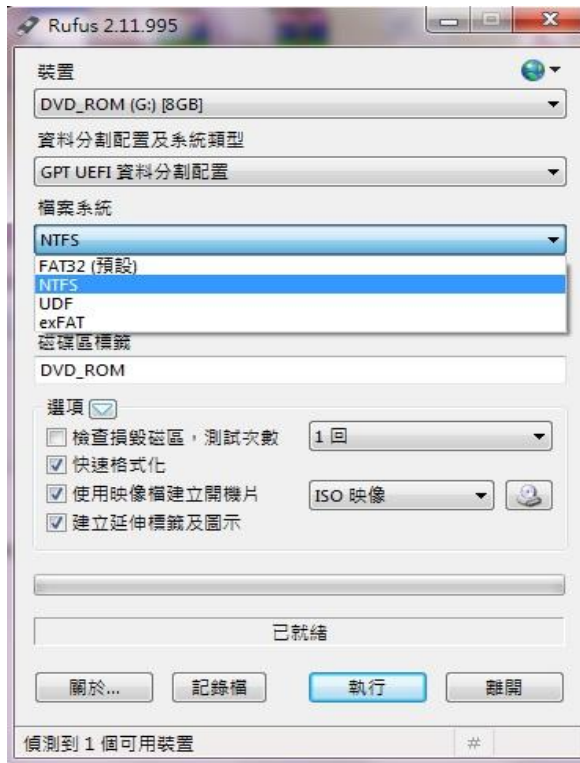 Rufus 2.11.995
裝置
DVD_ROM (G:) [8GB]
資料分割配置及系統類型
GPT UEFI 資料分割配置
檔案系統
NTFS
FAT32 (預設)
NTFS
UDF
exFAT
磁碟區標籤
DVD_ROM
選項
檢查損毀磁區，測試次數 1 回
快速格式化
使用映像檔建立開機片 ISO 映像
建立延伸標籤及圖示
已就緒
關於... 記錄檔 執行 離開
偵測到 1 個可用裝置 #